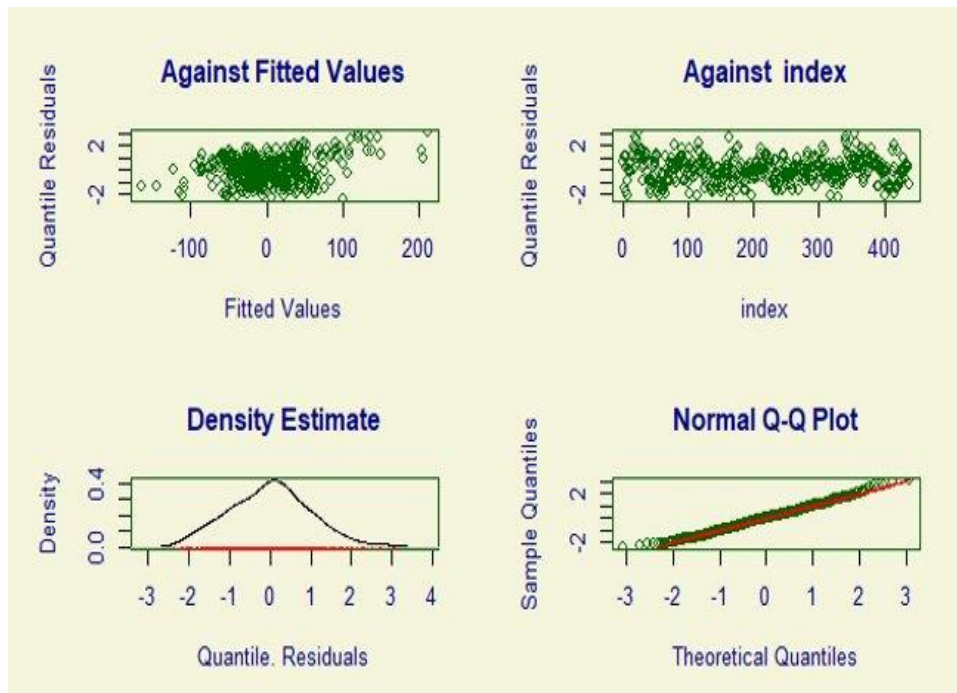 Against Fitted Values
Quantile Residuals
2
-2
-100 0 100 200
Fitted Values
Against index
Quantile Residuals
2
-2
0 100 200 300 400
index
Density Estimate
Density
0.4
0.0
-3 -2 -1 0 1 2 3 4
Quantile. Residuals
Normal Q-Q Plot
Sample Quantiles
2
-2
-3 -2 -1 0 1 2 3
Theoretical Quantiles